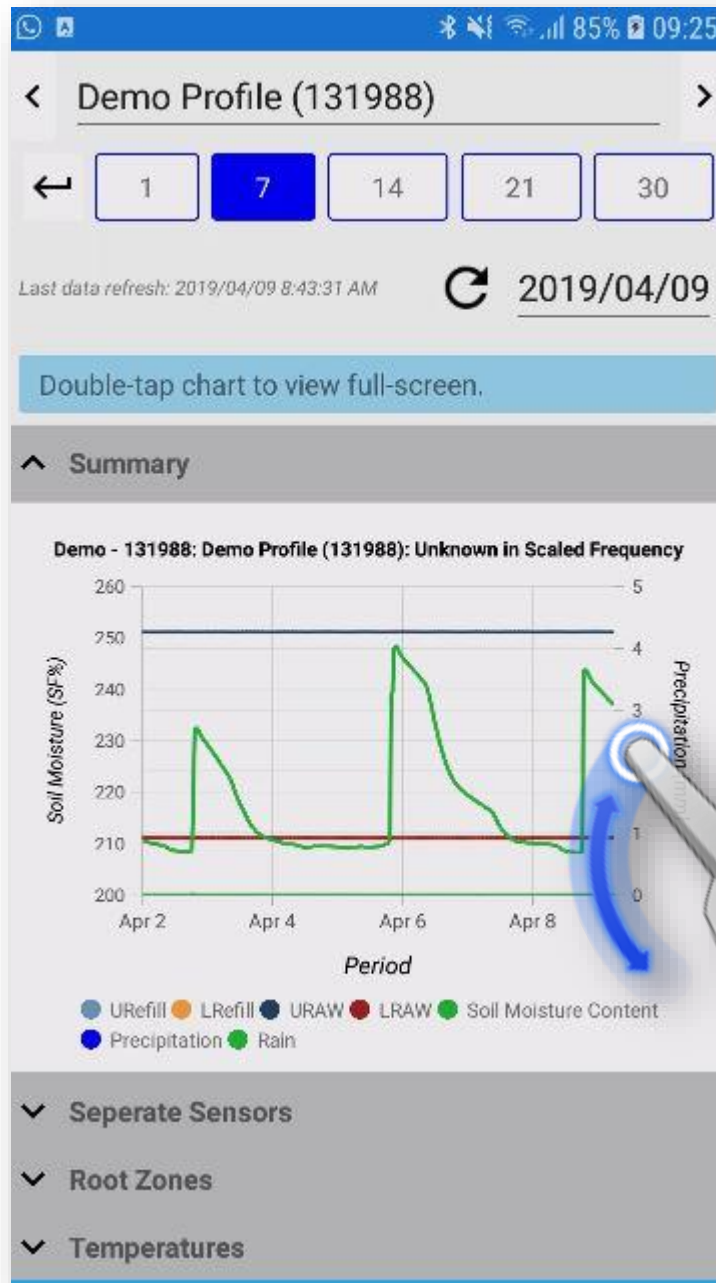 85% 09:25
Demo Profile (131988)
1 7 14 21 30
Last data refresh: 2019/04/09 8:43:31 AM 2019/04/09
Double-tap chart to view full-screen.
Summary
Demo - 131988: Demo Profile (131988): Unknown in Scaled Frequency
260 5
250 4
240
230 3
220
210 1
200 0
Soil Moisture (SF%)
Precipitation
Apr 2 Apr 4 Apr 6 Apr 8
Period
URefill LRefill URAW LRAW Soil Moisture Content
Precipitation Rain
Seperate Sensors
Root Zones
Temperatures